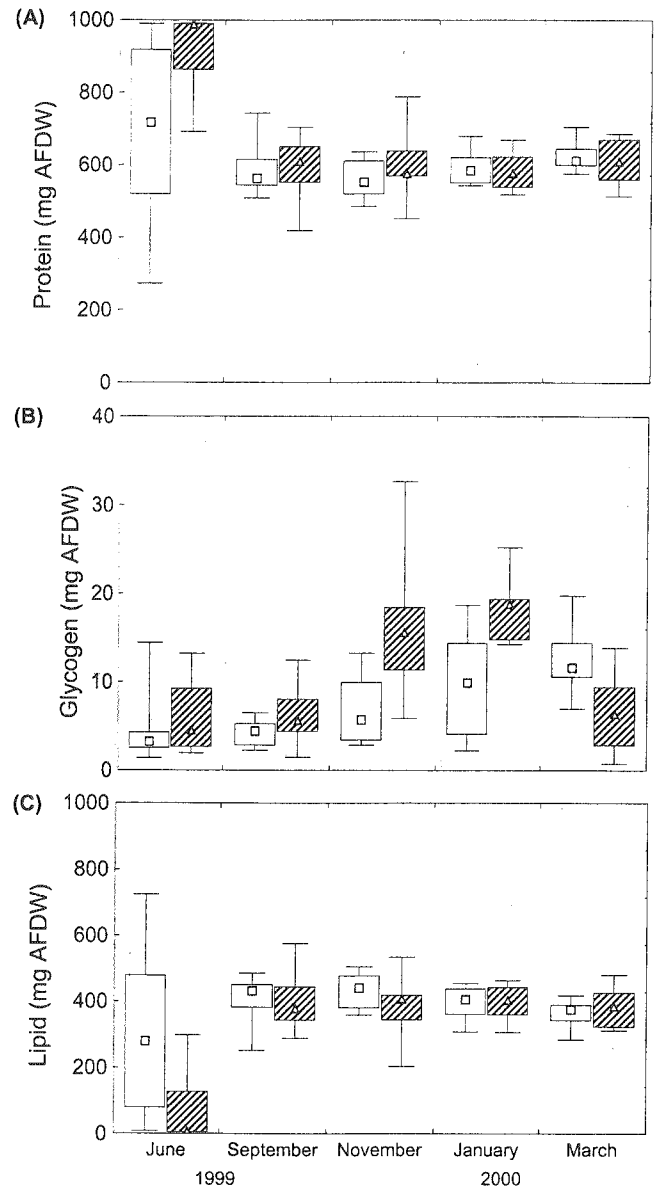 (A)
1000
800
600
400
200
0
Protein (mg AFDW)
(B)
40
30
20
10
0
Glycogen (mg AFDW)
(C)
1000
800
600
400
200
0
Lipid (mg AFDW)
June September November January March
1999 2000